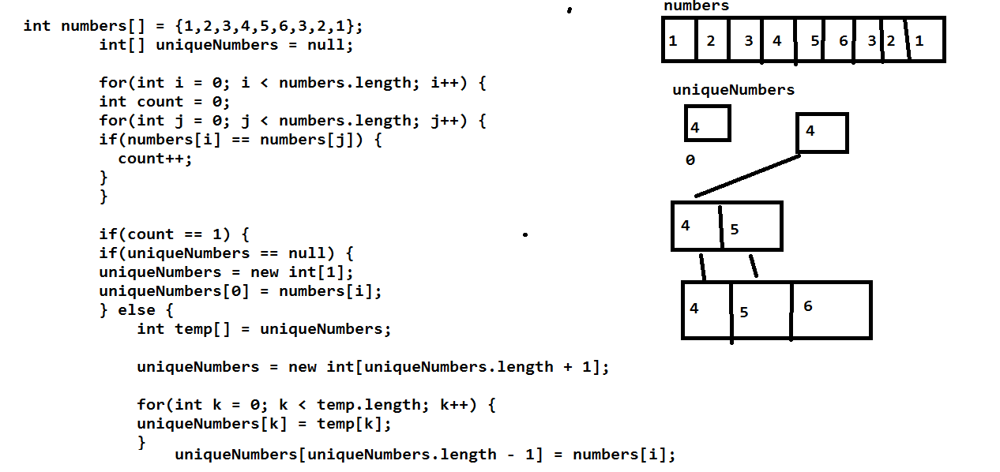 int numbers[] = {1,2,3,4,5,6,3,2,1};
int[] uniqueNumbers = null;
for(int i = 0; i < numbers.length; i++) {
int count = 0;
for(int j = 0; j < numbers.length; j++) {
if(numbers[i] == numbers[j]) {
count++;
}
}
if(count == 1) {
if(uniqueNumbers == null) {
uniqueNumbers = new int[1];
uniqueNumbers[0] = numbers[i];
} else {
int temp[] = uniqueNumbers;
uniqueNumbers = new int[uniqueNumbers.length + 1];
for(int k = 0; k < temp.length; k++) {
uniqueNumbers[k] = temp[k];
}
uniqueNumbers[uniqueNumbers.length - 1] = numbers[i];
numbers
1 2 3 4 5 6 3 2 1
uniqueNumbers
4 4
0
4 5
4 5 6